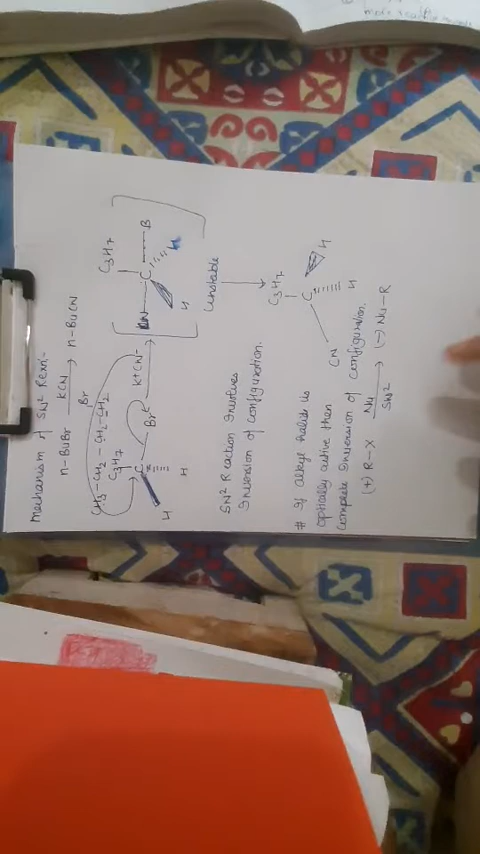 Mechanism of SN2 Rexn-
n-BuBr KCN n-BuCN
Br
CH3-CH2-CH2-CH2
C3H7
C
Br
H
H
K+CN-
C3H7
CN
C
B
H
H
Unstable
SN2 Reaction Involves
Inversion of configuration.
C3H7
C
H
H
CN
# If alkyl halide is
optically active then
complete Inversion of configuration.
(+) R-X Nu SN2 (-) Nu-R